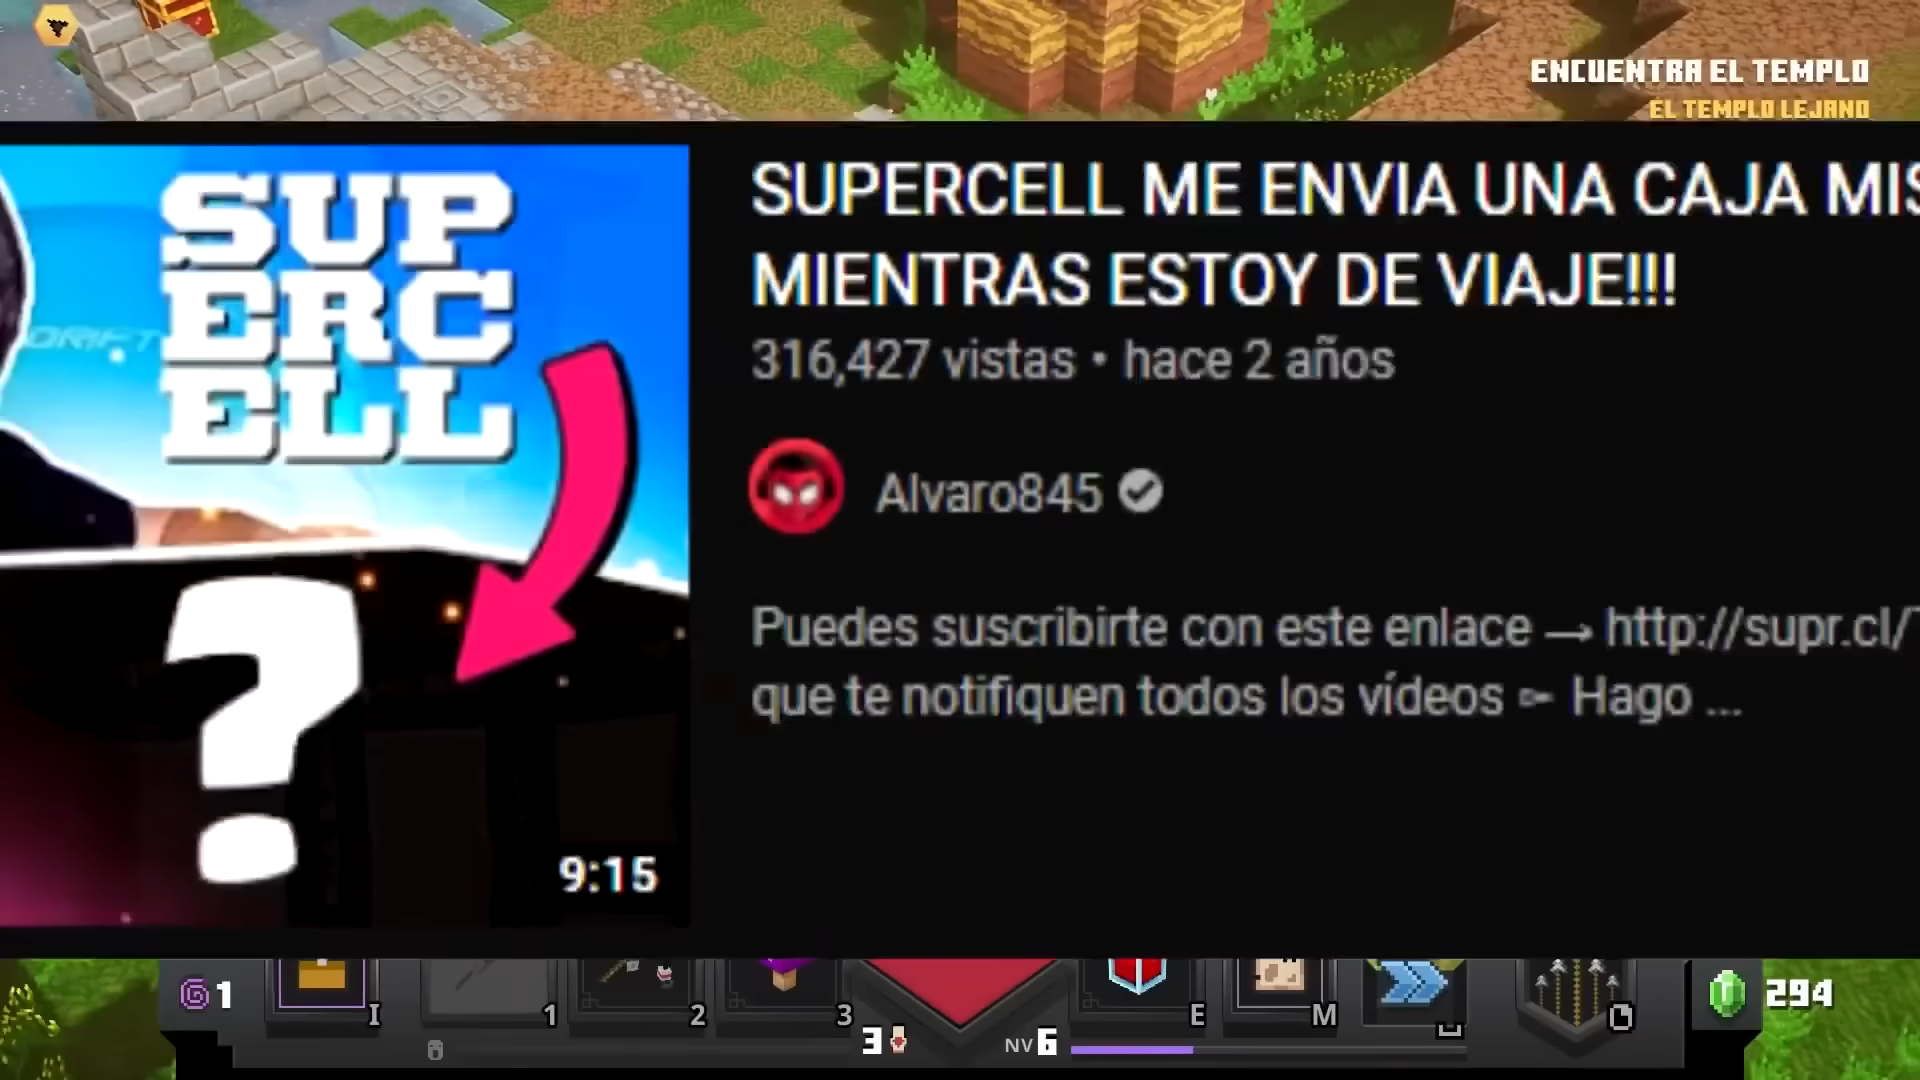 ENCUENTRA EL TEMPLO
EL TEMPLO LEJANO
SUP
ERC
ELL
DRIFT
9:15
SUPERCELL ME ENVIA UNA CAJA
MIENTRAS ESTOY DE VIAJE!!!
316,427 vistas • hace 2 años
Alvaro845
Puedes suscribirte con este enlace → http://supr.cl/
que te notifiquen todos los vídeos ➳ Hago ...
1
I
1
2
3
3
NV 6
E
M
294